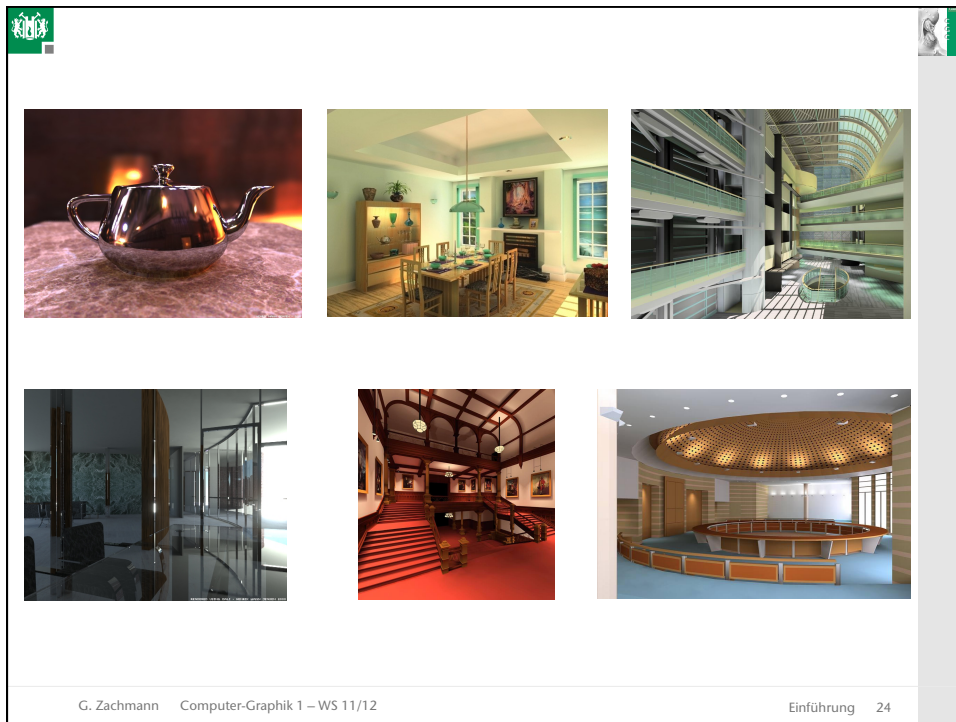 G. Zachmann Computer-Graphik 1 – WS 11/12
Einführung 24